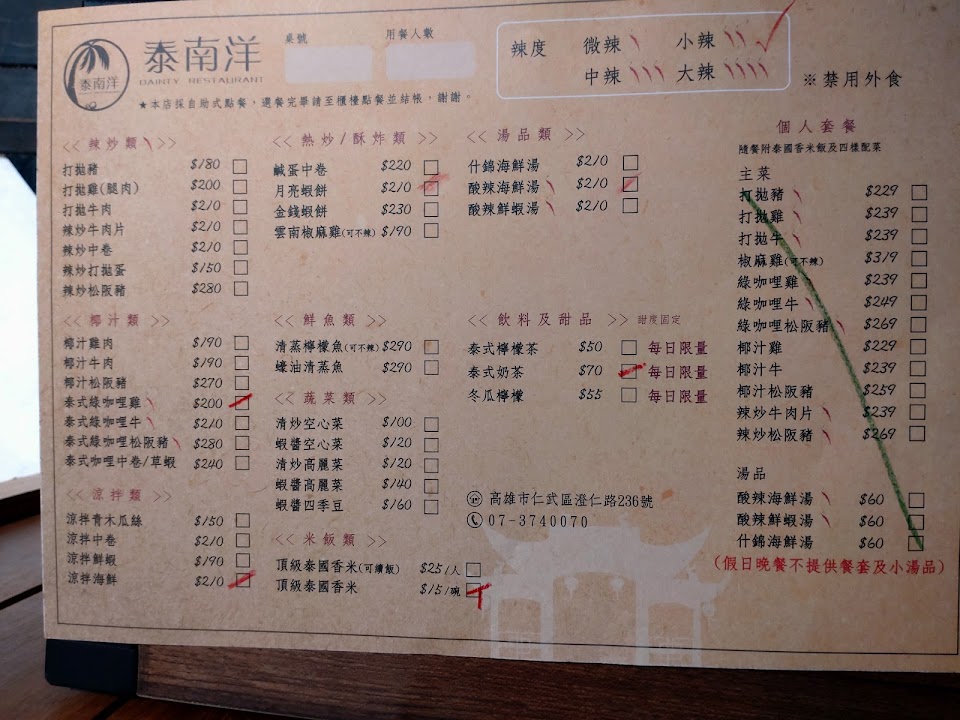 泰南洋
泰南洋
DAINTY RESTAURANT
桌號
用餐人數
★本店採自助式點餐，選餐完畢請至櫃檯點餐並結帳，謝謝。
辣度 微辣 小辣
中辣 大辣
※禁用外食
<<辣炒類>>
打拋豬 $180
打拋雞(腿肉) $200
打拋牛肉 $210
辣炒牛肉片 $210
辣炒中卷 $210
辣炒打拋蛋 $150
辣炒松阪豬 $280
<<椰汁類>>
椰汁雞肉 $190
椰汁牛肉 $190
椰汁松阪豬 $270
泰式綠咖哩雞 $200
泰式綠咖哩牛 $210
泰式綠咖哩松阪豬 $280
泰式咖哩中卷/草蝦 $240
<<涼拌類>>
涼拌青木瓜絲 $150
涼拌中卷 $210
涼拌鮮蝦 $190
涼拌海鮮 $210
<<熱炒/酥炸類>>
鹹蛋中卷 $220
月亮蝦餅 $210
金錢蝦餅 $230
雲南椒麻雞(可不辣) $190
<<鮮魚類>>
清蒸檸檬魚(可不辣) $290
蠔油清蒸魚 $290
<<蔬菜類>>
清炒空心菜 $100
蝦醬空心菜 $120
清炒高麗菜 $120
蝦醬高麗菜 $140
蝦醬四季豆 $160
<<米飯類>>
頂級泰國香米(可續飯) $25/人
頂級泰國香米 $15/碗
<<湯品類>>
什錦海鮮湯 $210
酸辣海鮮湯 $210
酸辣鮮蝦湯 $210
<<飲料及甜品>> 甜度固定
泰式檸檬茶 $50 每日限量
泰式奶茶 $70 每日限量
冬瓜檸檬 $55 每日限量
高雄市仁武區澄仁路236號
07-3740070
個人套餐
隨餐附泰國香米飯及四樣配菜
主菜
打拋豬 $229
打拋雞 $239
打拋牛 $239
椒麻雞(可不辣) $319
綠咖哩雞 $239
綠咖哩牛 $249
綠咖哩松阪豬 $269
椰汁雞 $229
椰汁牛 $239
椰汁松阪豬 $259
辣炒牛肉片 $239
辣炒松阪豬 $269
湯品
酸辣海鮮湯 $60
酸辣鮮蝦湯 $60
什錦海鮮湯 $60
(假日晚餐不提供餐套及小湯品)